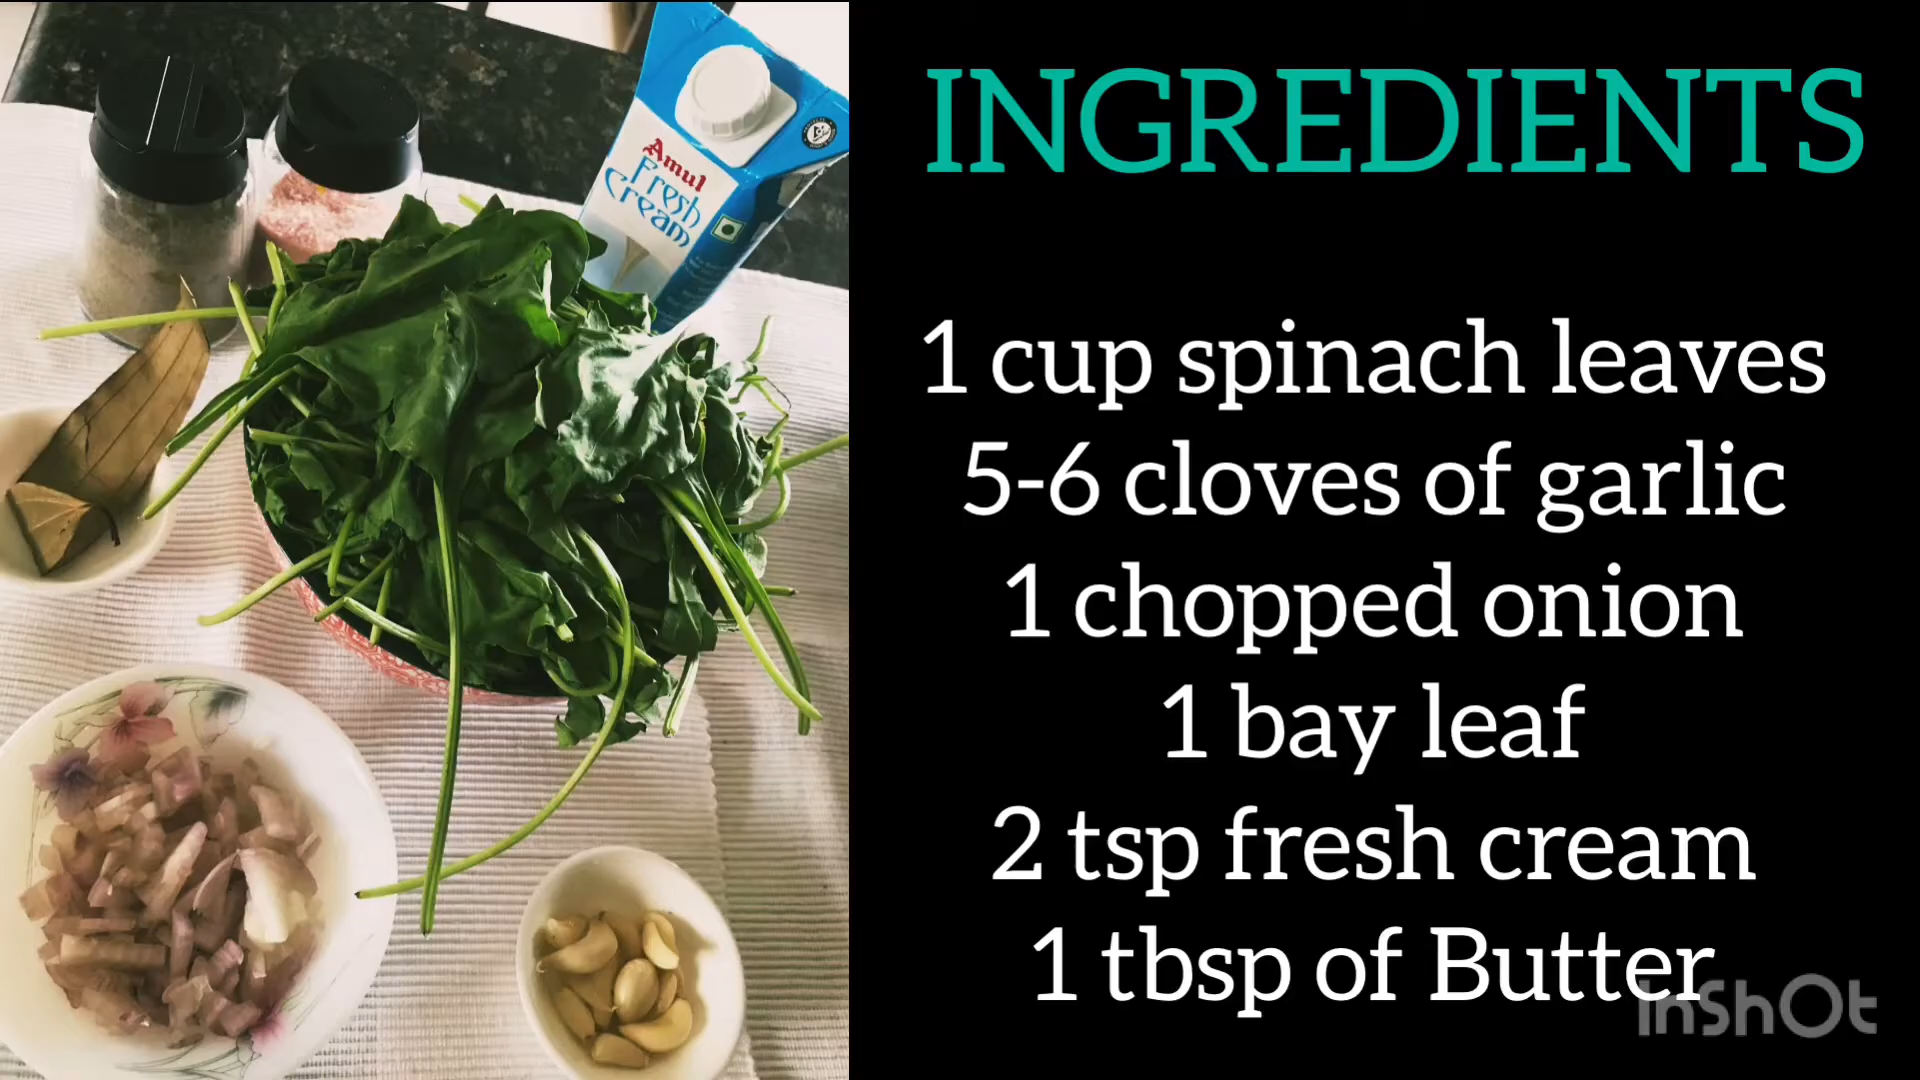 Amul
Fresh
Cream
INGREDIENTS
1 cup spinach leaves
5-6 cloves of garlic
1 chopped onion
1 bay leaf
2 tsp fresh cream
1 tbsp of Butter
InShOt